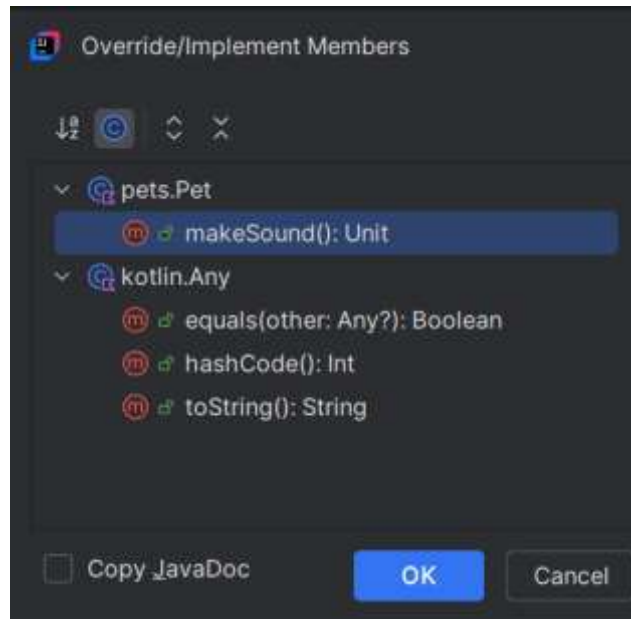 Override/Implement Members
pets.Pet
makeSound(): Unit
kotlin.Any
equals(other: Any?): Boolean
hashCode(): Int
toString(): String
Copy JavaDoc
OK
Cancel